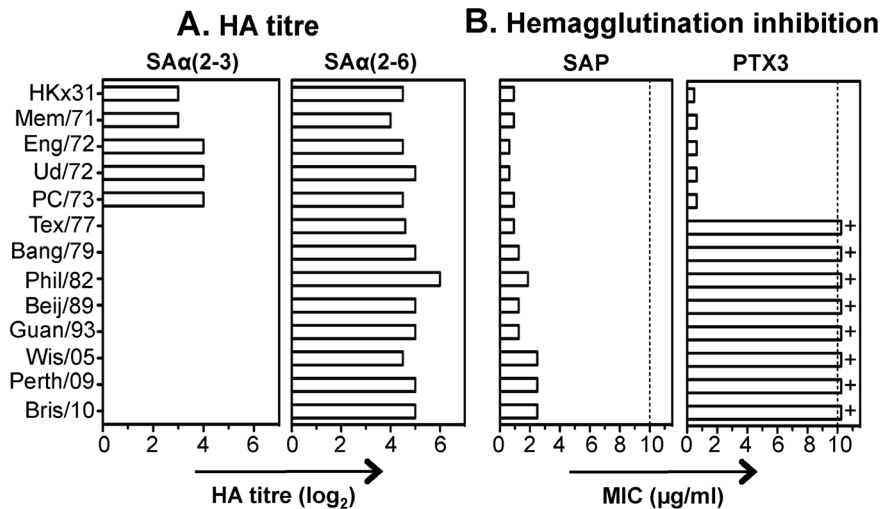 A. HA titre
B. Hemagglutination inhibition
SAα(2-3)
SAα(2-6)
SAP
PTX3
HKx31
Mem/71
Eng/72
Ud/72
PC/73
Tex/77
+
Bang/79
+
Phil/82
+
Beij/89
+
Guan/93
+
Wis/05
+
Perth/09
+
Bris/10
+
0 2 4 6
0 2 4 6
0 2 4 6 8 10
0 2 4 6 8 10
HA titre (log2)
MIC (µg/ml)